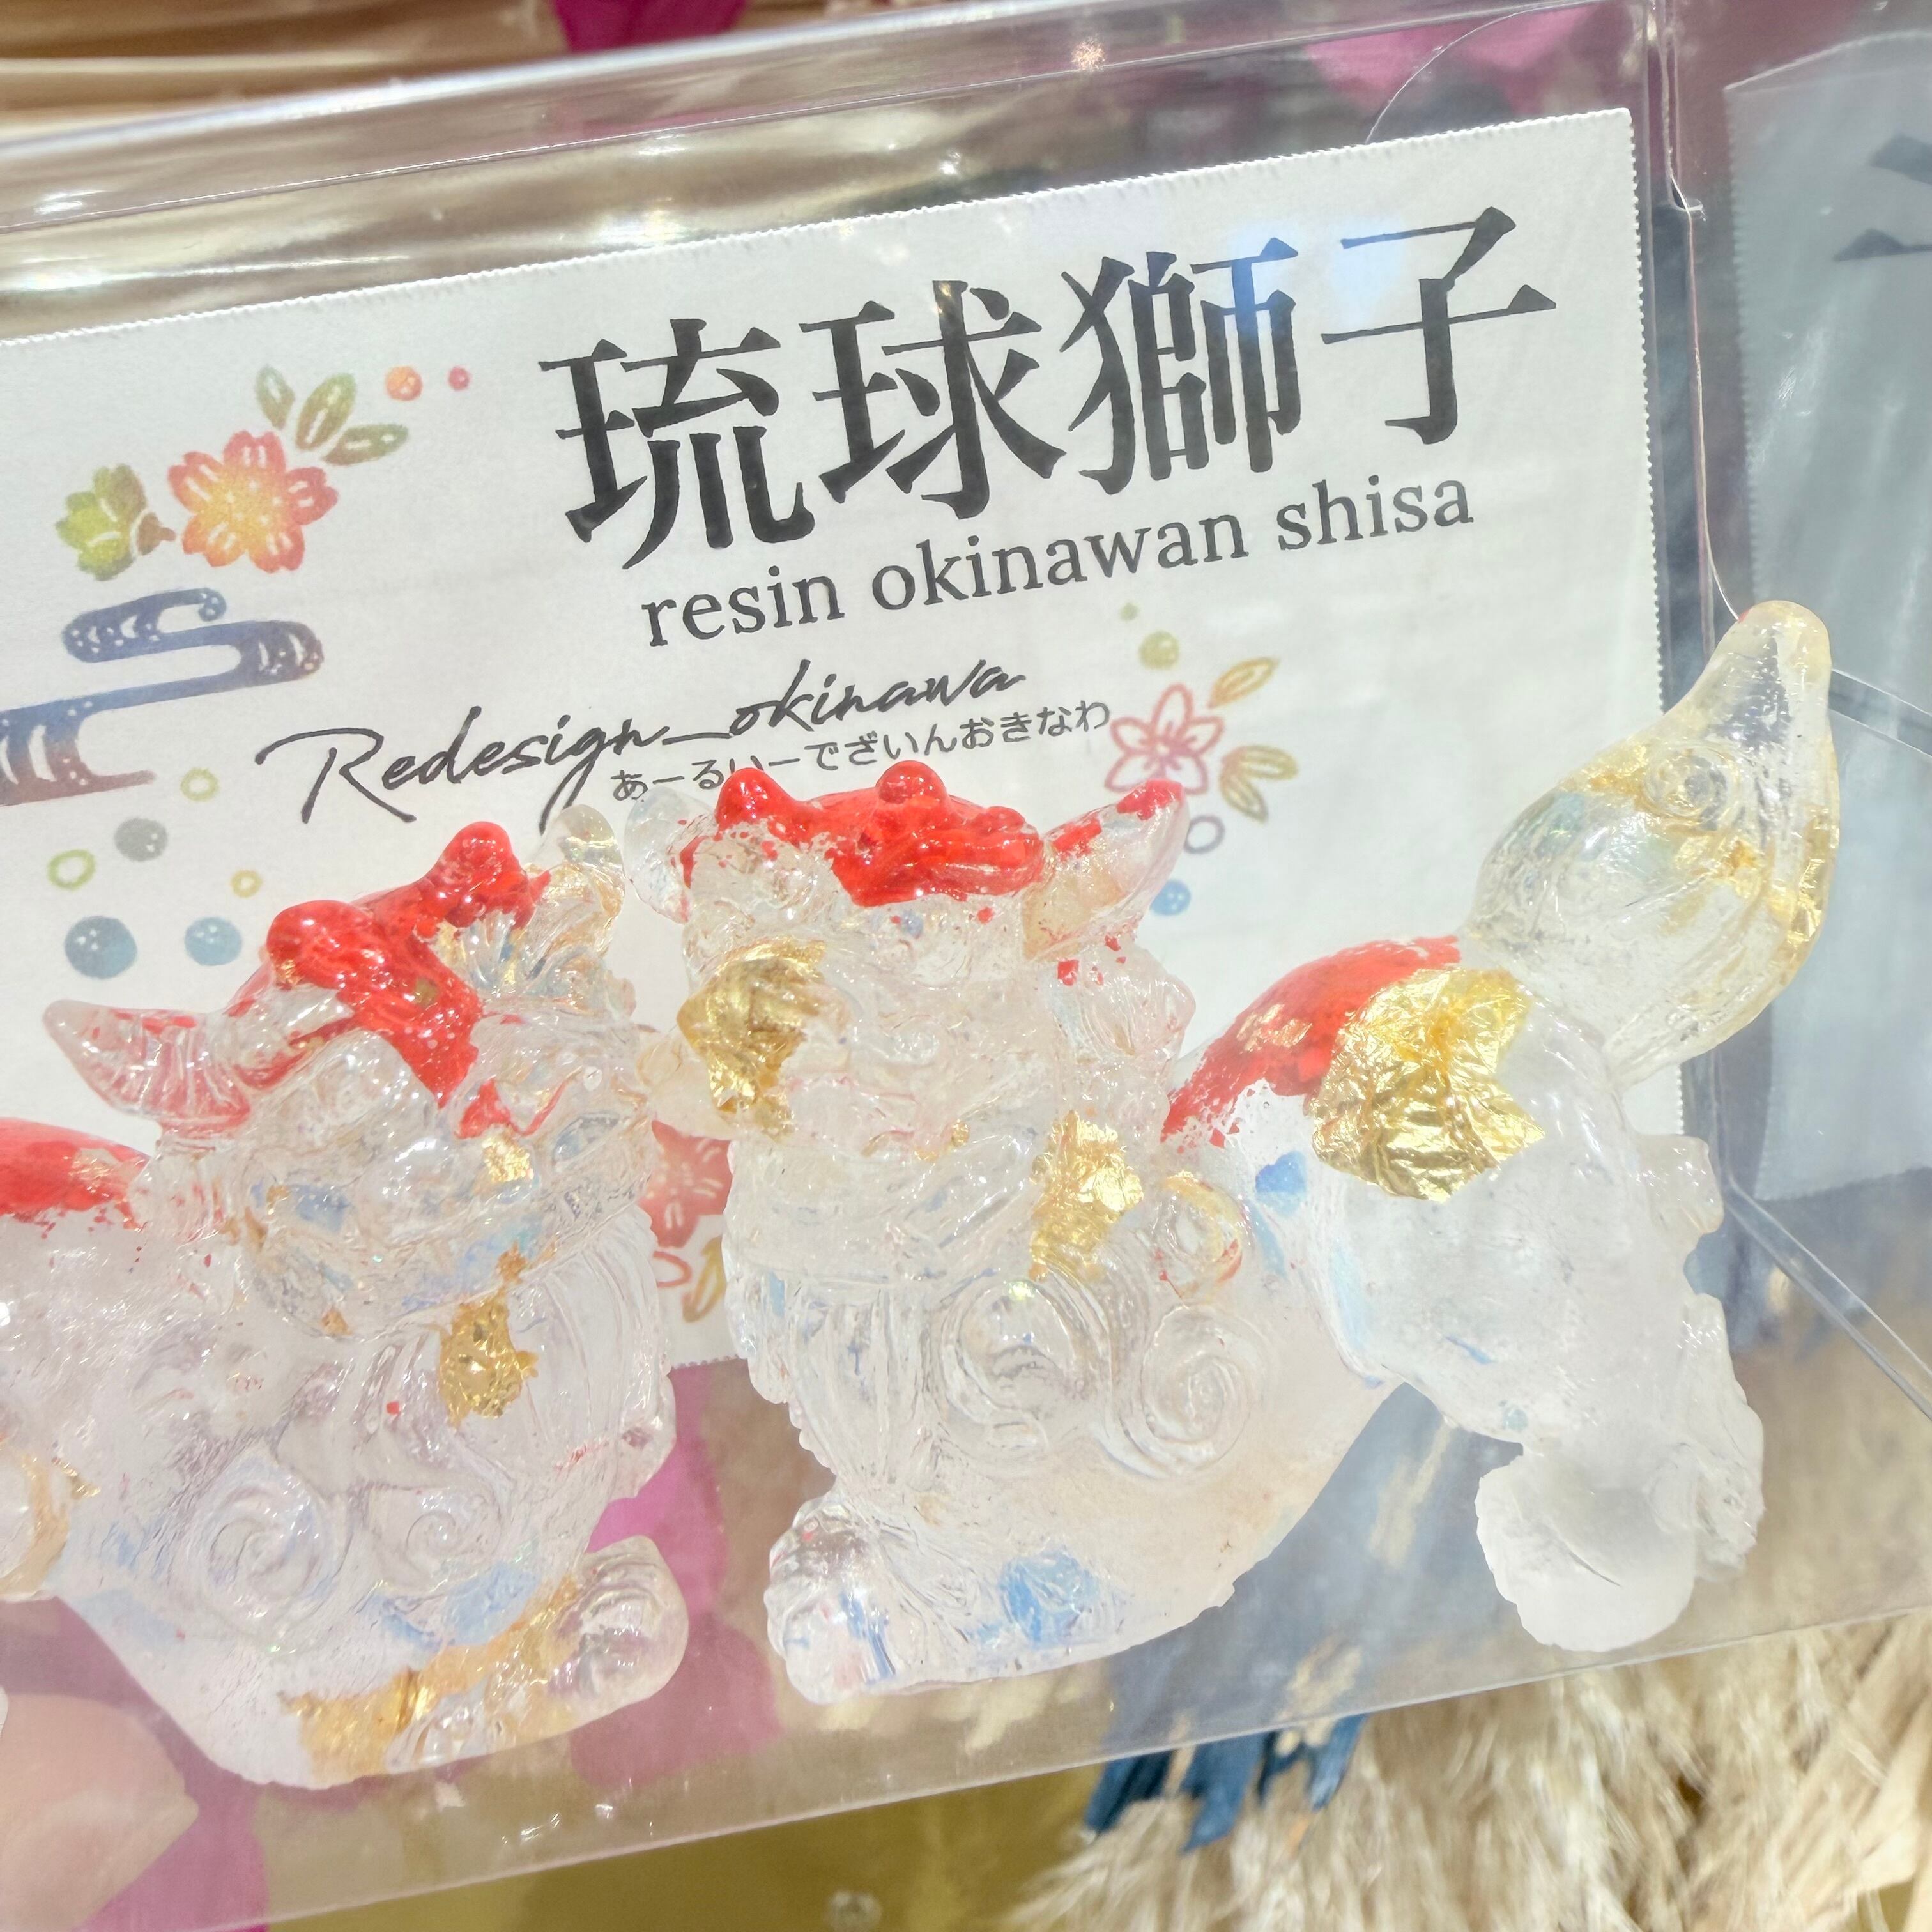 琉球獅子
resin okinawan shisa
Redesign_okinawa
あーるいーでざいんおきなわ